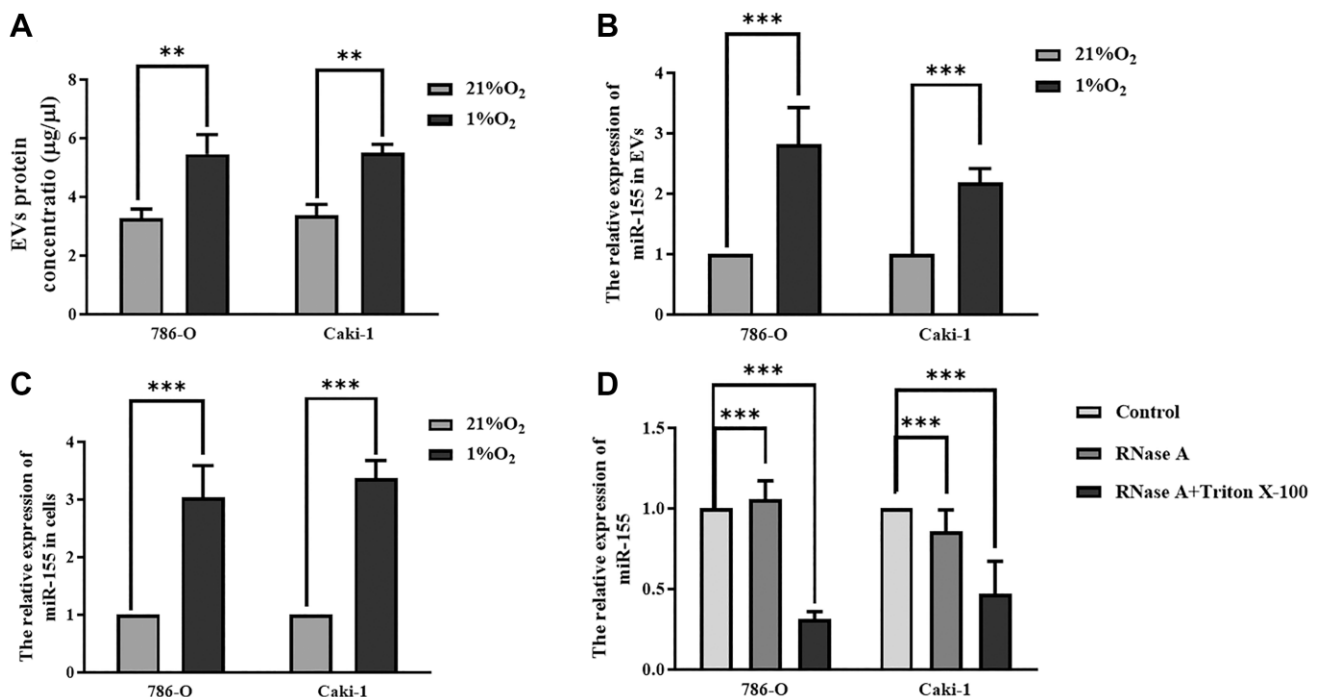 A
**
**
8
6
4
2
0
EVs protein
concentratio (μg/μl)
21%O₂
1%O₂
786-O
Caki-1
B
***
***
4
3
2
1
0
The relative expression of
miR-155 in EVs
21%O₂
1%O₂
786-O
Caki-1
C
***
***
4
3
2
1
0
The relative expression of
miR-155 in cells
21%O₂
1%O₂
786-O
Caki-1
D
***
***
***
***
1.5
1.0
0.5
0.0
The relative expression of
miR-155
Control
RNase A
RNase A+Triton X-100
786-O
Caki-1